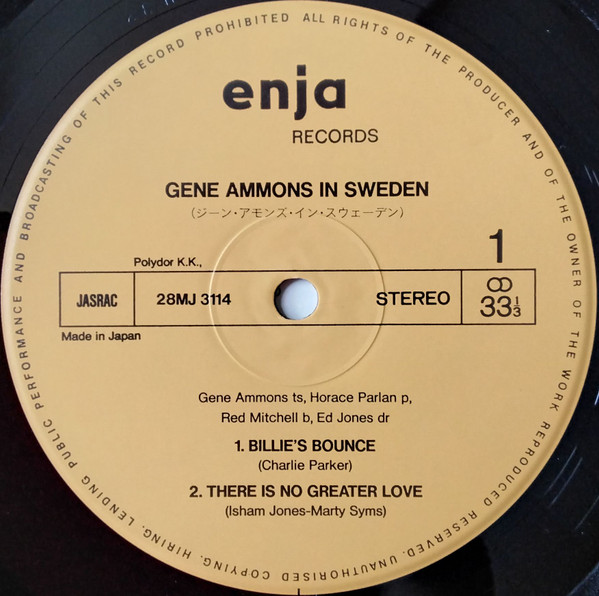 ALL RIGHTS OF THE PRODUCER AND OF THE OWNER OF THE WORK REPRODUCED RESERVED. UNAUTHORISED COPYING, HIRING, LENDING PUBLIC PERFORMANCE AND BROADCASTING OF THIS RECORD PROHIBITED
enja
RECORDS
GENE AMMONS IN SWEDEN
(ジーン・アモンズ・イン・スウェーデン)
1
Polydor K.K.,
JASRAC
28MJ 3114
STEREO
33 1/3
Made in Japan
Gene Ammons ts, Horace Parlan p,
Red Mitchell b, Ed Jones dr
1. BILLIE'S BOUNCE
(Charlie Parker)
2. THERE IS NO GREATER LOVE
(Isham Jones-Marty Syms)